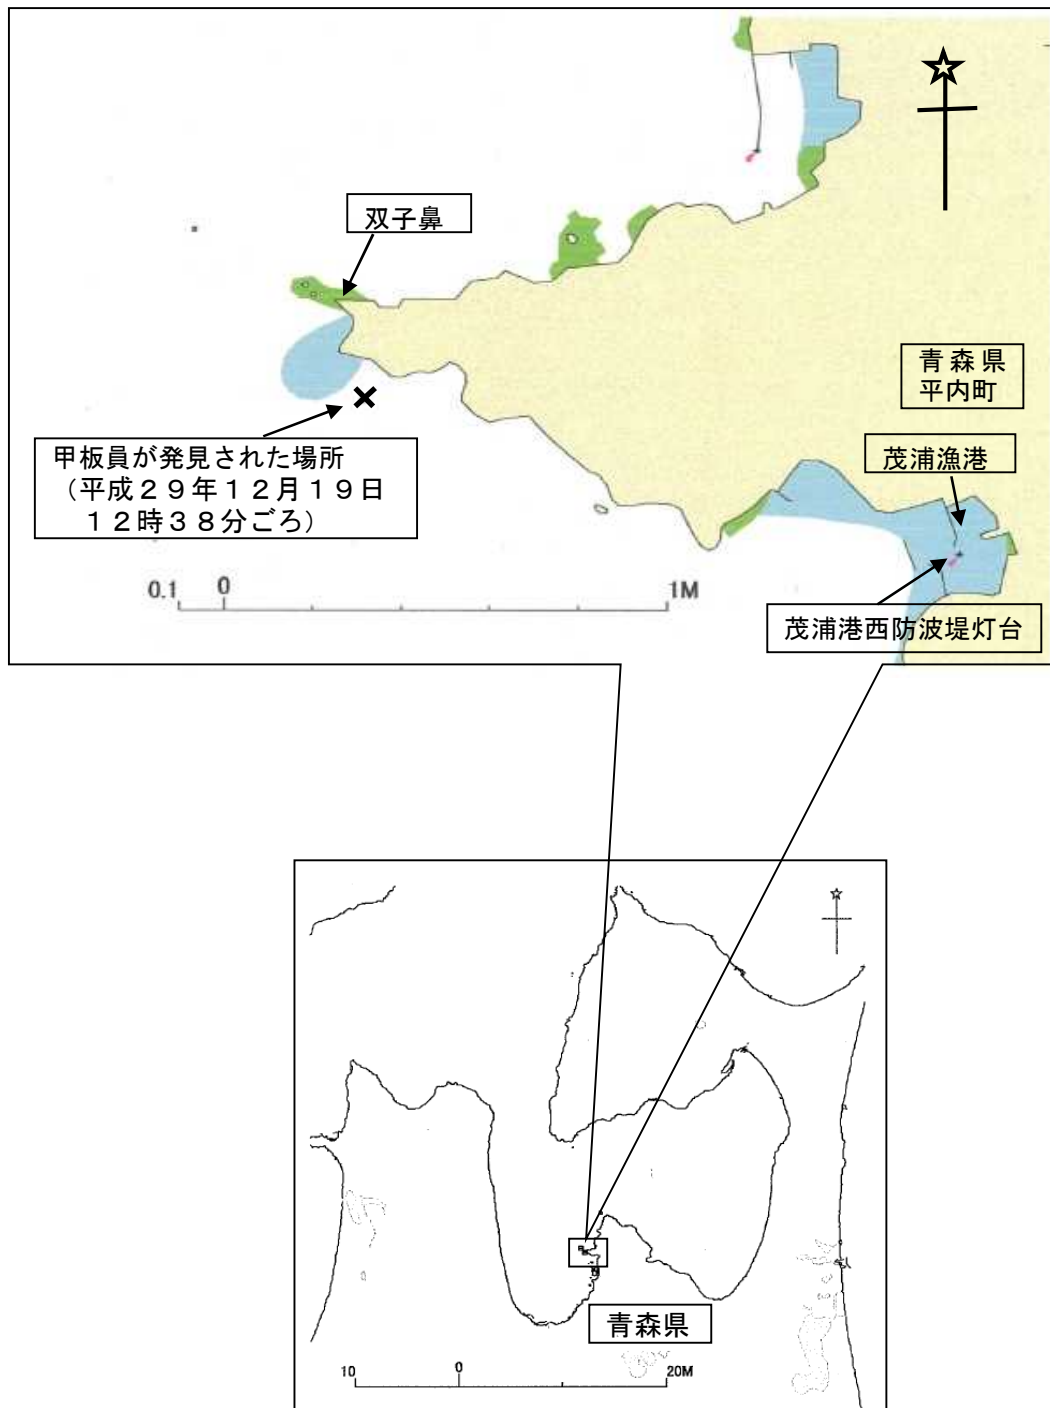 双子鼻
青森県
平内町
甲板員が発見された場所
（平成２９年１２月１９日
１２時３８分ごろ）
茂浦漁港
0.1 0 1M
茂浦港西防波堤灯台
青森県
10 0 20M